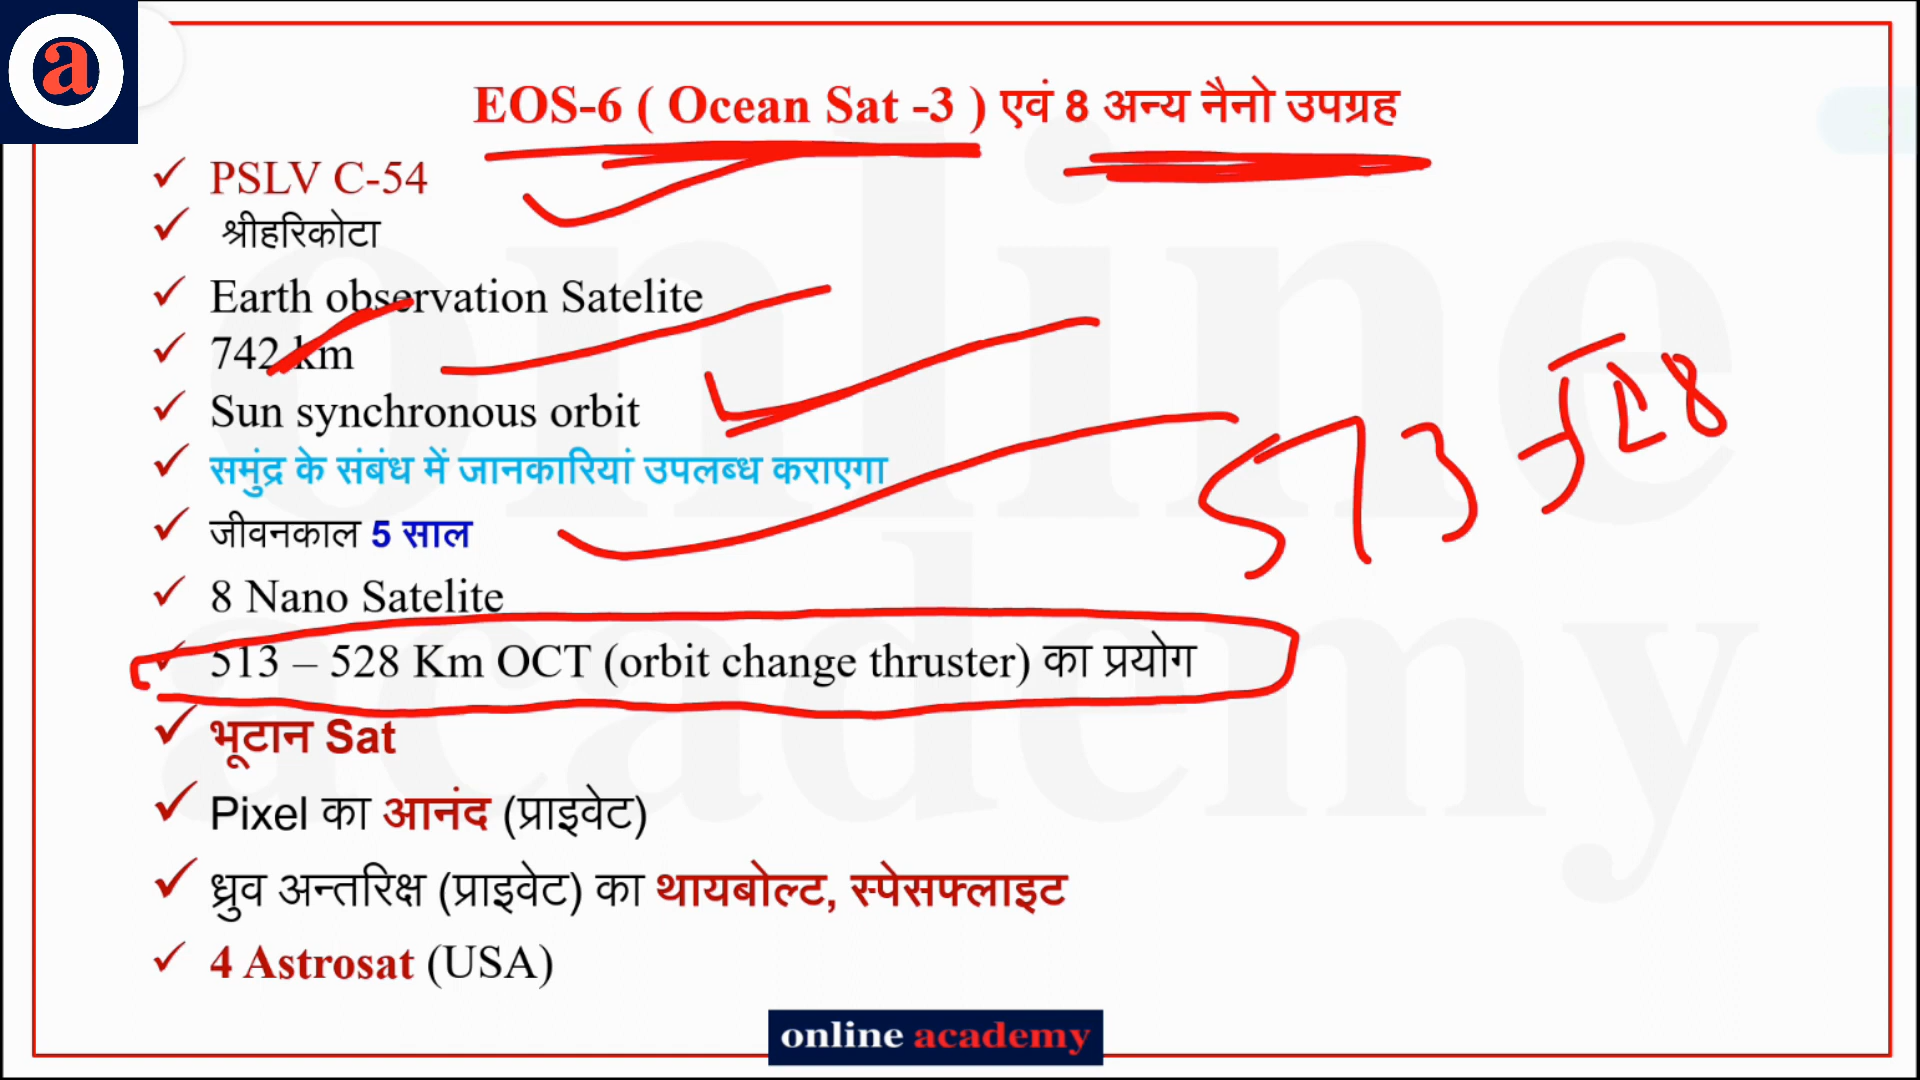 a
EOS-6 ( Ocean Sat -3 ) एवं 8 अन्य नैनो उपग्रह
PSLV C-54
श्रीहरिकोटा
Earth observation Satelite
742 km
Sun synchronous orbit
समुंद्र के संबंध में जानकारियां उपलब्ध कराएगा
जीवनकाल 5 साल
8 Nano Satelite
513 – 528 Km OCT (orbit change thruster) का प्रयोग
513 - 528
भूटान Sat
Pixel का आनंद (प्राइवेट)
ध्रुव अन्तरिक्ष (प्राइवेट) का थायबोल्ट, स्पेसफ्लाइट
4 Astrosat (USA)
online academy
online academy